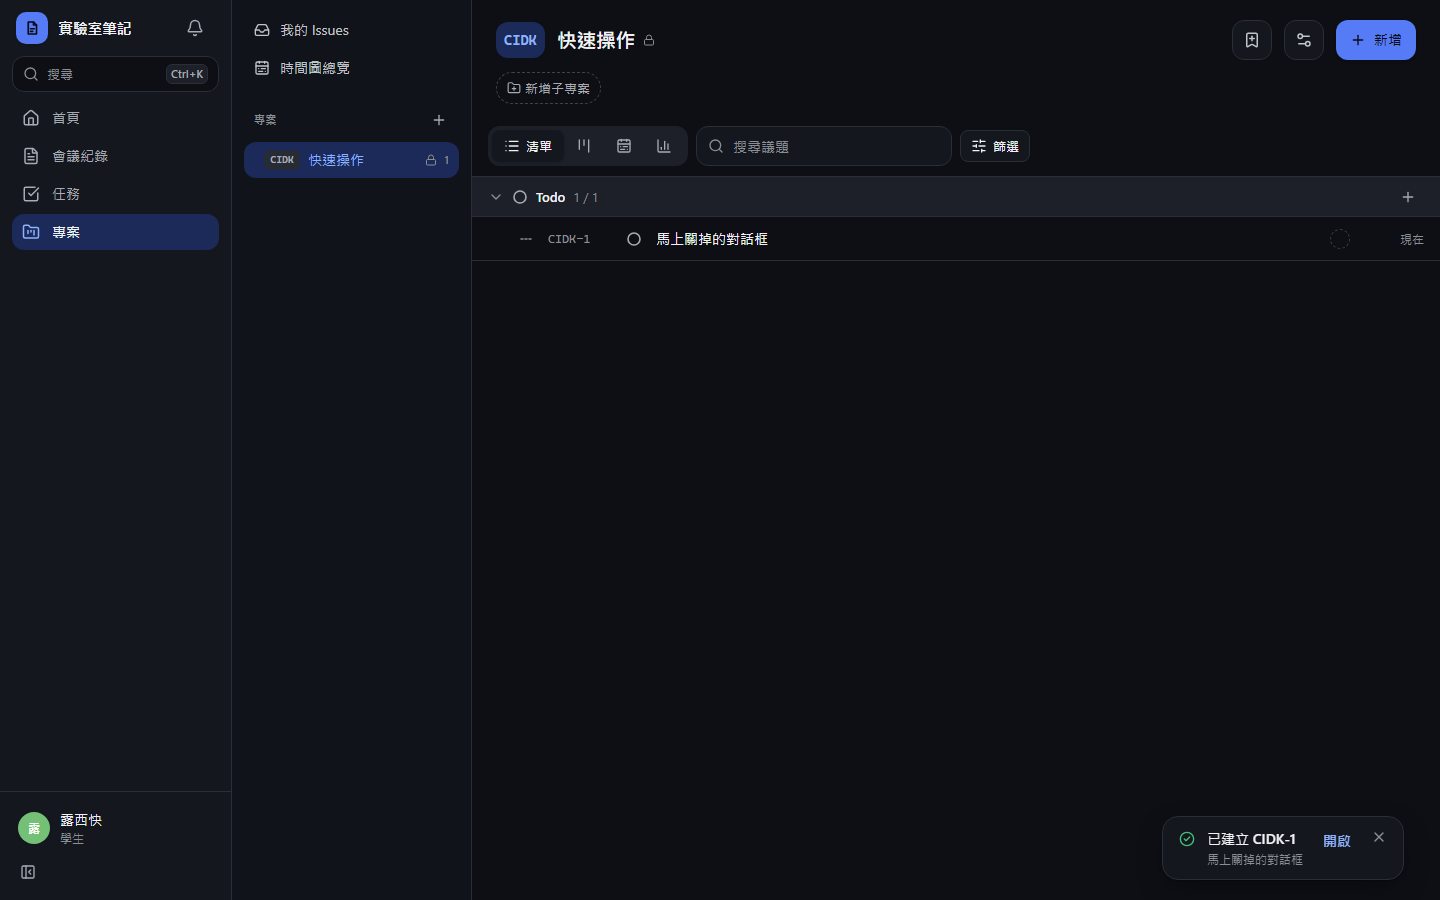 實驗室筆記
搜尋 Ctrl+K
首頁
會議紀錄
任務
專案
露 露西快
學生
我的 Issues
時間圖總覽
專案
CIDK 快速操作 1
CIDK 快速操作
新增
新增子專案
清單
搜尋議題
篩選
Todo 1 / 1
CIDK-1 馬上關掉的對話框 現在
已建立 CIDK-1 開啟
馬上關掉的對話框